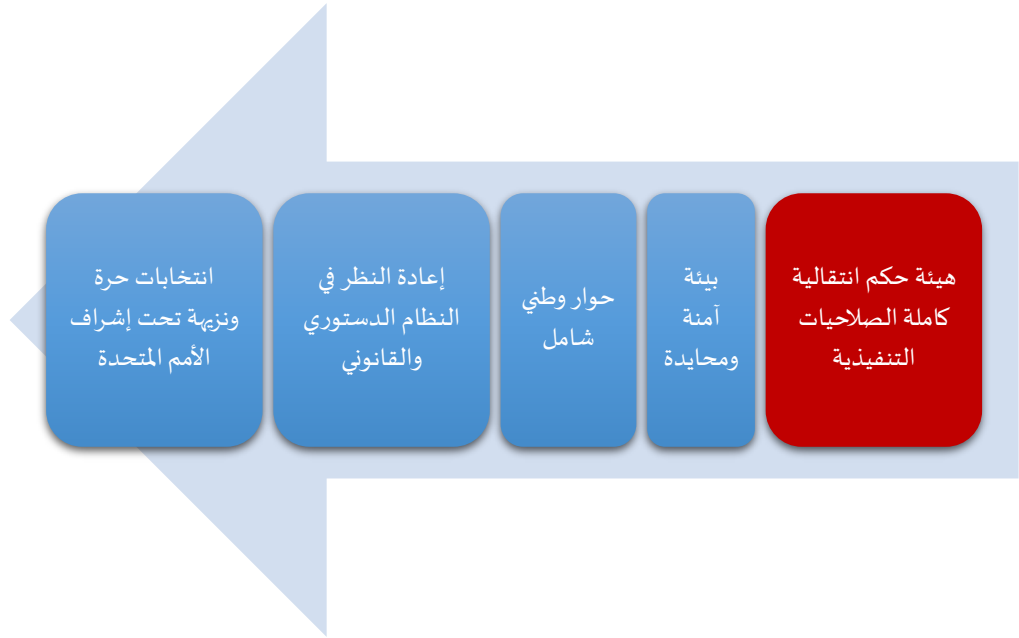 هيئة حكم انتقالية
كاملة الصلاحيات
التنفيذية
بيئة
آمنة
ومحايدة
حوار وطني
شامل
إعادة النظر في
النظام الدستوري
والقانوني
انتخابات حرة
ونزيهة تحت إشراف
الأمم المتحدة